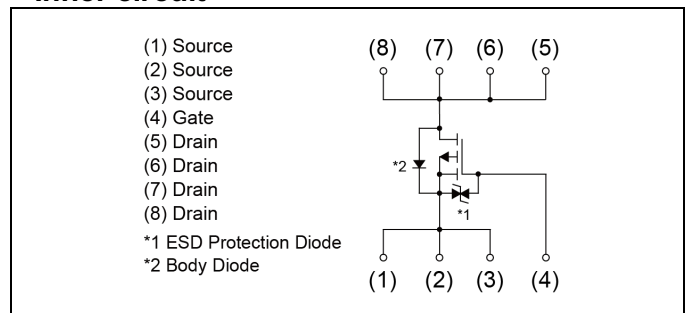 Inner circuit
(1) Source
(2) Source
(3) Source
(4) Gate
(5) Drain
(6) Drain
(7) Drain
(8) Drain
*1 ESD Protection Diode
*2 Body Diode
(8) (7) (6) (5)
*2
*1
(1) (2) (3) (4)